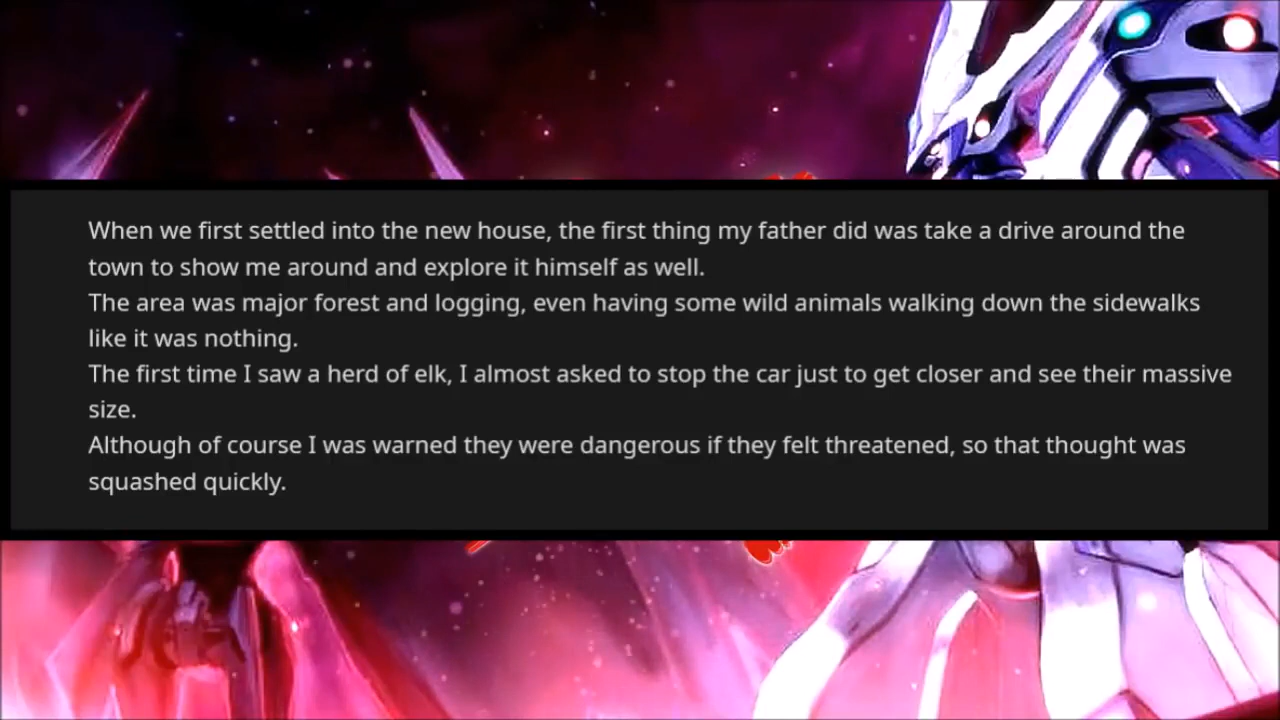 When we first settled into the new house, the first thing my father did was take a drive around the
town to show me around and explore it himself as well.
The area was major forest and logging, even having some wild animals walking down the sidewalks
like it was nothing.
The first time I saw a herd of elk, I almost asked to stop the car just to get closer and see their massive
size.
Although of course I was warned they were dangerous if they felt threatened, so that thought was
squashed quickly.